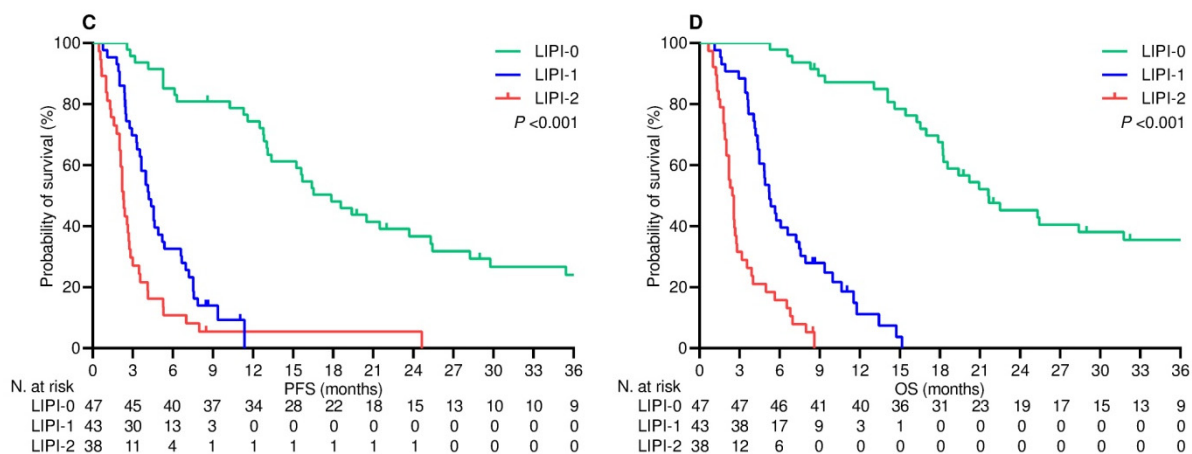 C
100
80
60
40
20
0
Probability of survival (%)
LIPI-0
LIPI-1
LIPI-2
P <0.001
0 3 6 9 12 15 18 21 24 27 30 33 36
PFS (months)
N. at risk
LIPI-0 47 45 40 37 34 28 22 18 15 13 10 10 9
LIPI-1 43 30 13 3 0 0 0 0 0 0 0 0 0
LIPI-2 38 11 4 1 1 1 1 1 1 0 0 0 0
D
100
80
60
40
20
0
Probability of survival (%)
LIPI-0
LIPI-1
LIPI-2
P <0.001
0 3 6 9 12 15 18 21 24 27 30 33 36
OS (months)
N. at risk
LIPI-0 47 47 46 41 40 36 31 23 19 17 15 13 9
LIPI-1 43 38 17 9 3 1 0 0 0 0 0 0 0
LIPI-2 38 12 6 0 0 0 0 0 0 0 0 0 0